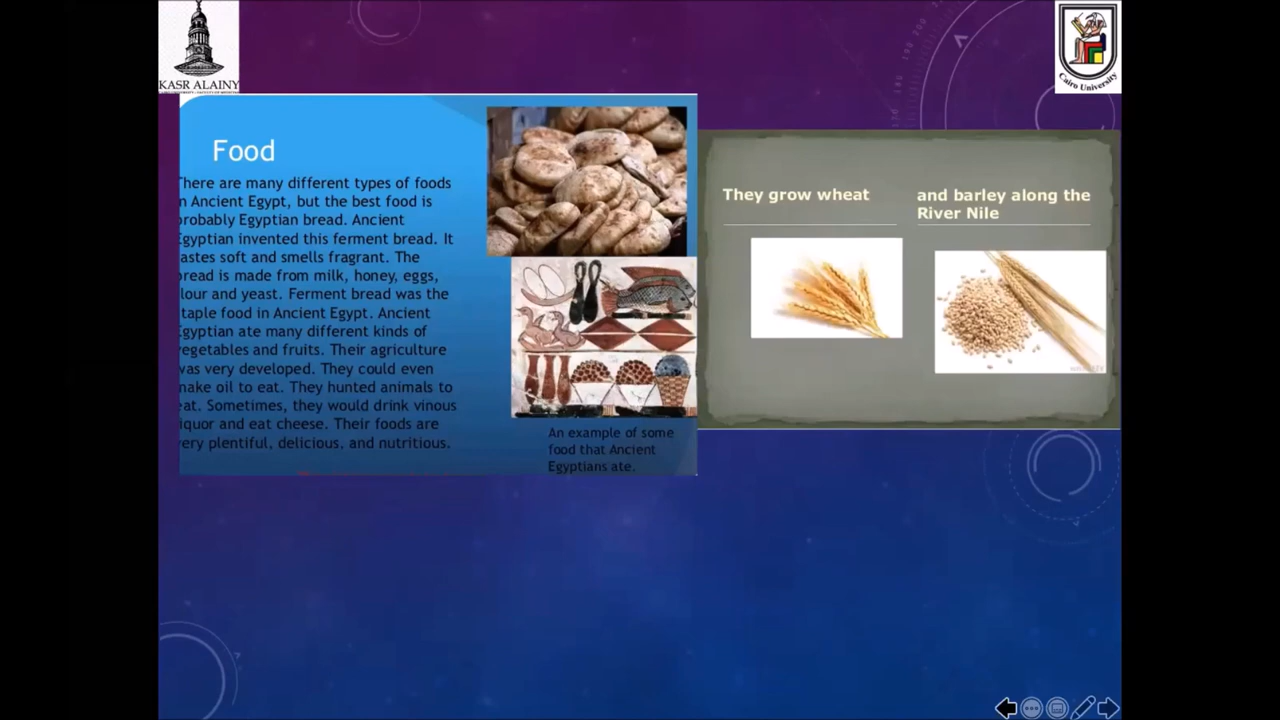 KASR ALAINY
Cairo University
Food
There are many different types of foods
in Ancient Egypt, but the best food is
probably Egyptian bread. Ancient
Egyptian invented this ferment bread. It
tastes soft and smells fragrant. The
bread is made from milk, honey, eggs,
flour and yeast. Ferment bread was the
staple food in Ancient Egypt. Ancient
Egyptian ate many different kinds of
vegetables and fruits. Their agriculture
was very developed. They could even
make oil to eat. They hunted animals to
eat. Sometimes, they would drink vinous
liquor and eat cheese. Their foods are
very plentiful, delicious, and nutritious.
An example of some
food that Ancient
Egyptians ate.
They grow wheat
and barley along the
River Nile